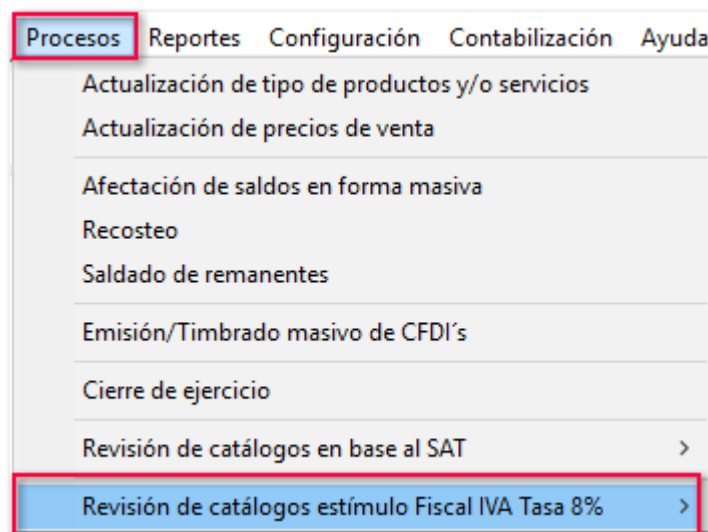 Procesos Reportes Configuración Contabilización Ayuda
Actualización de tipo de productos y/o servicios
Actualización de precios de venta
Afectación de saldos en forma masiva
Recosteo
Saldado de remanentes
Emisión/Timbrado masivo de CFDI´s
Cierre de ejercicio
Revisión de catálogos en base al SAT >
Revisión de catálogos estímulo Fiscal IVA Tasa 8% >